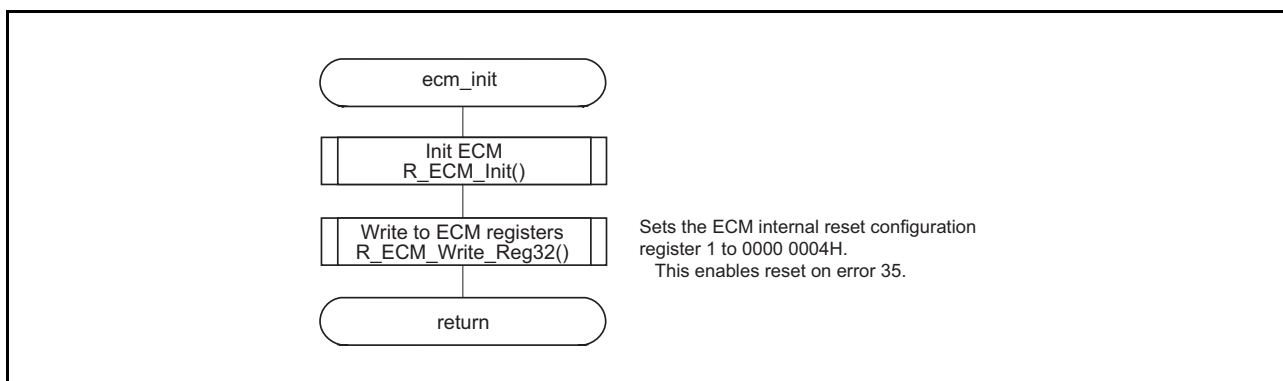 ecm_init
Init ECM
R_ECM_Init()
Write to ECM registers
R_ECM_Write_Reg32()
Sets the ECM internal reset configuration
register 1 to 0000 0004H.
This enables reset on error 35.
return